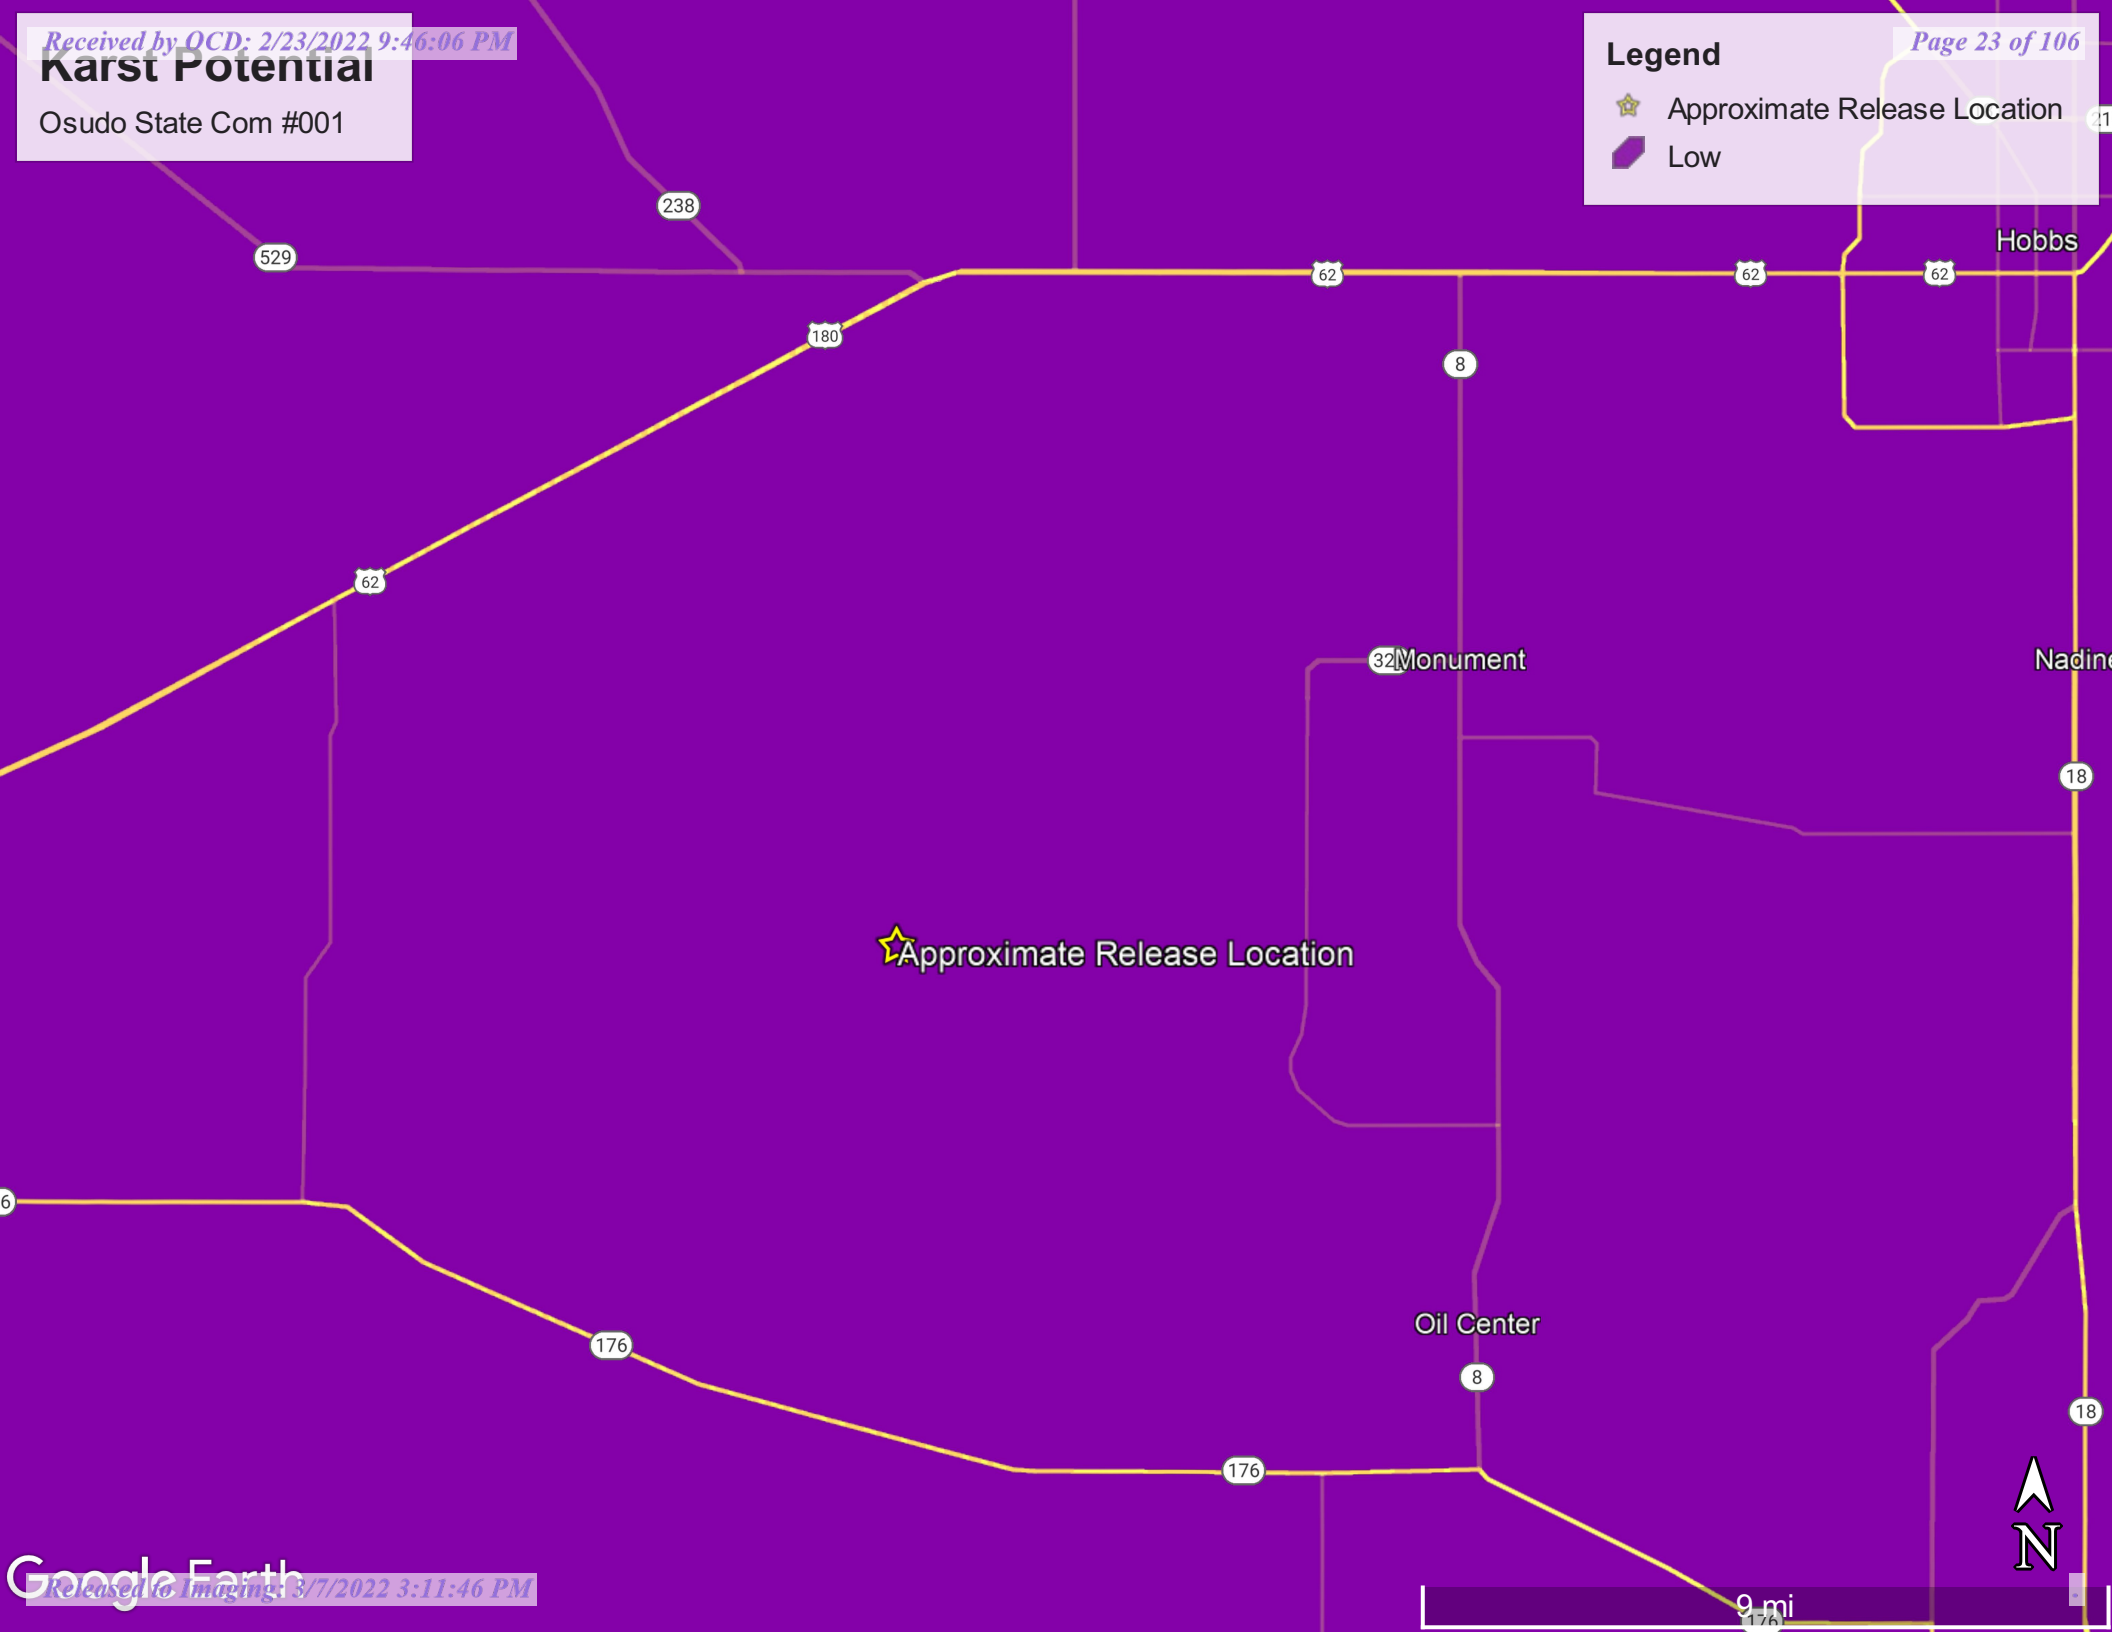 Received by OCD: 2/23/2022 9:46:06 PM
Page 23 of 106
Karst Potential
Osudo State Com #001
Legend
Approximate Release Location
Low
21
238
Hobbs
529
62
62
62
180
8
62
32
Monument
Nadine
18
Approximate Release Location
6
Oil Center
176
8
18
176
N
Google Earth
Released to Imaging: 3/7/2022 3:11:46 PM
9 mi
176